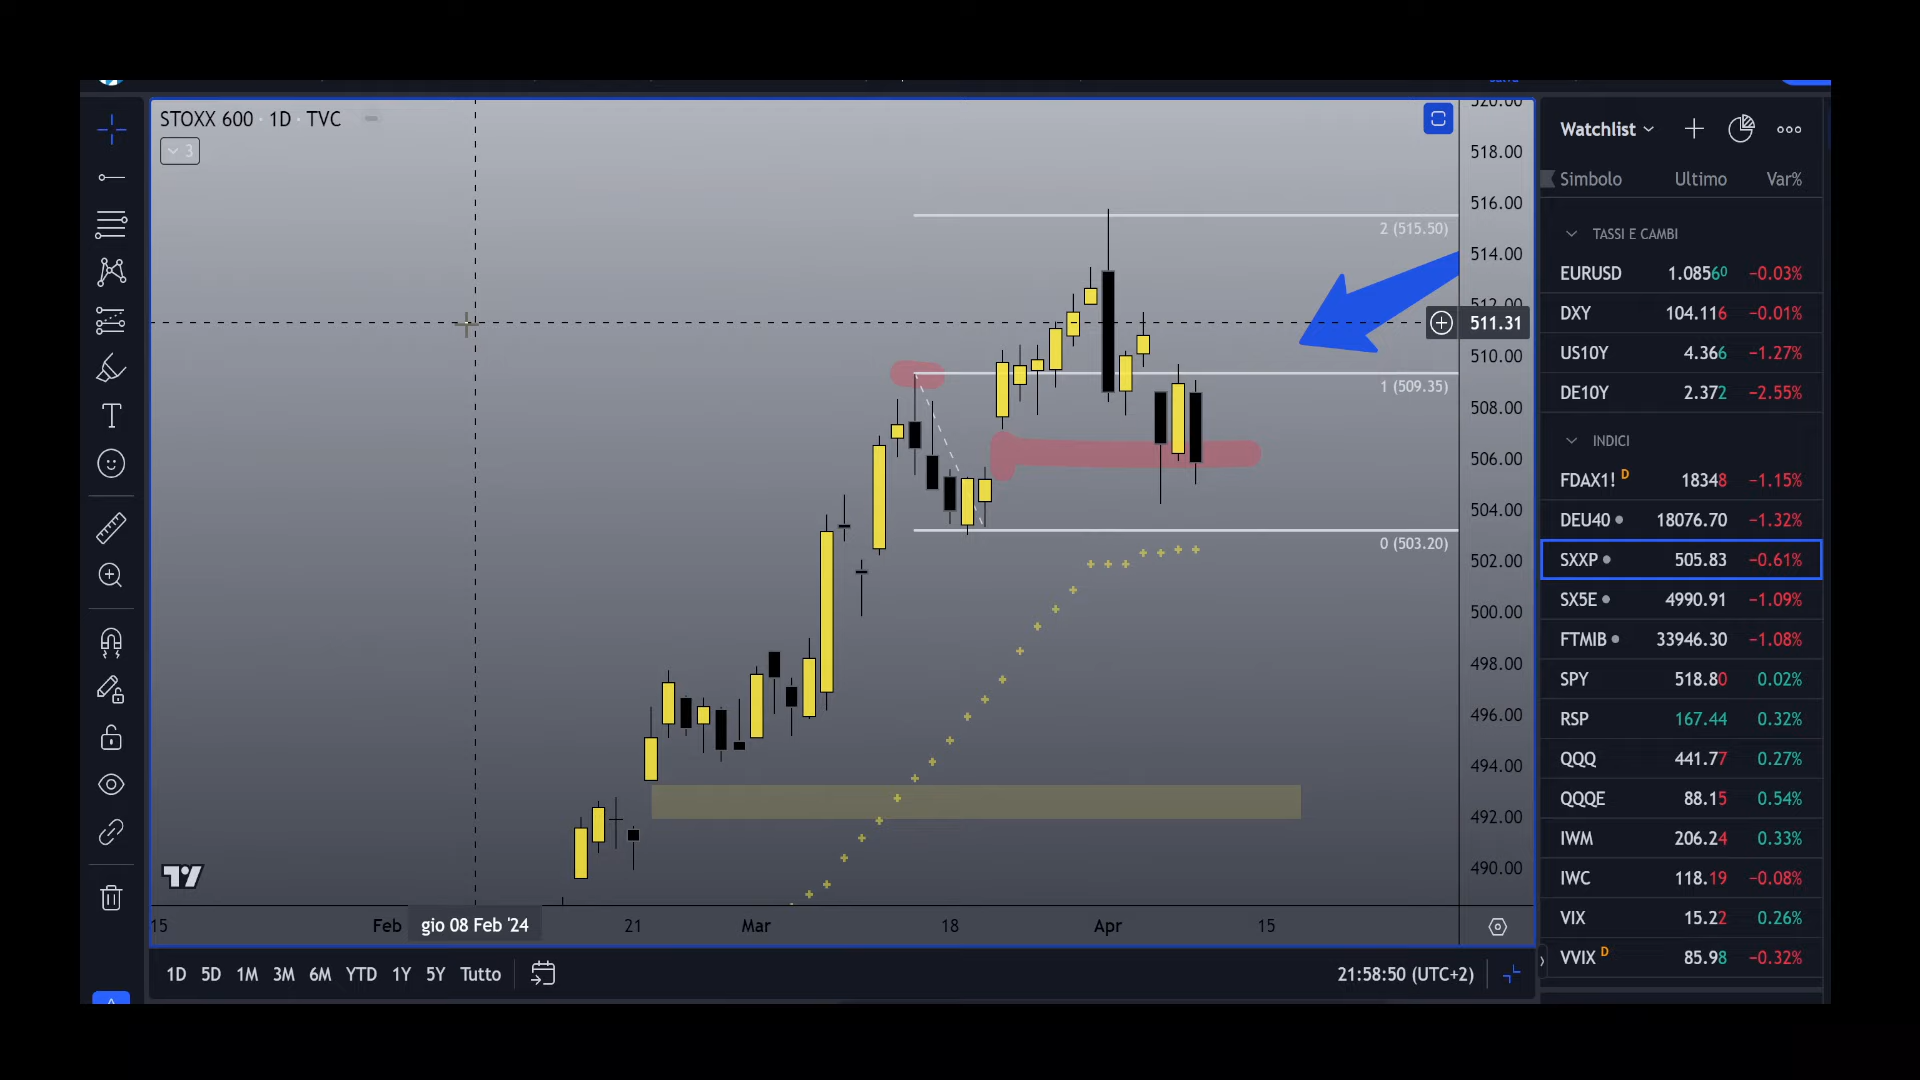 STOXX 600 · 1D · TVC
3
520.00
518.00
516.00
514.00
512.00
511.31
510.00
508.00
506.00
504.00
502.00
500.00
498.00
496.00
494.00
492.00
490.00
2 (515.50)
1 (509.35)
0 (503.20)
15
Feb
gio 08 Feb '24
21
Mar
18
Apr
15
1D 5D 1M 3M 6M YTD 1Y 5Y Tutto
21:58:50 (UTC+2)
Watchlist
Simbolo Ultimo Var%
TASSI E CAMBI
EURUSD 1.08560 −0.03%
DXY 104.116 −0.01%
US10Y 4.366 −1.27%
DE10Y 2.372 −2.55%
INDICI
FDAX1! D 18348 −1.15%
DEU40 18076.70 −1.32%
SXXP 505.83 −0.61%
SX5E 4990.91 −1.09%
FTMIB 33946.30 −1.08%
SPY 518.80 0.02%
RSP 167.44 0.32%
QQQ 441.77 0.27%
QQQE 88.15 0.54%
IWM 206.24 0.33%
IWC 118.19 −0.08%
VIX 15.22 0.26%
VVIX D 85.98 −0.32%